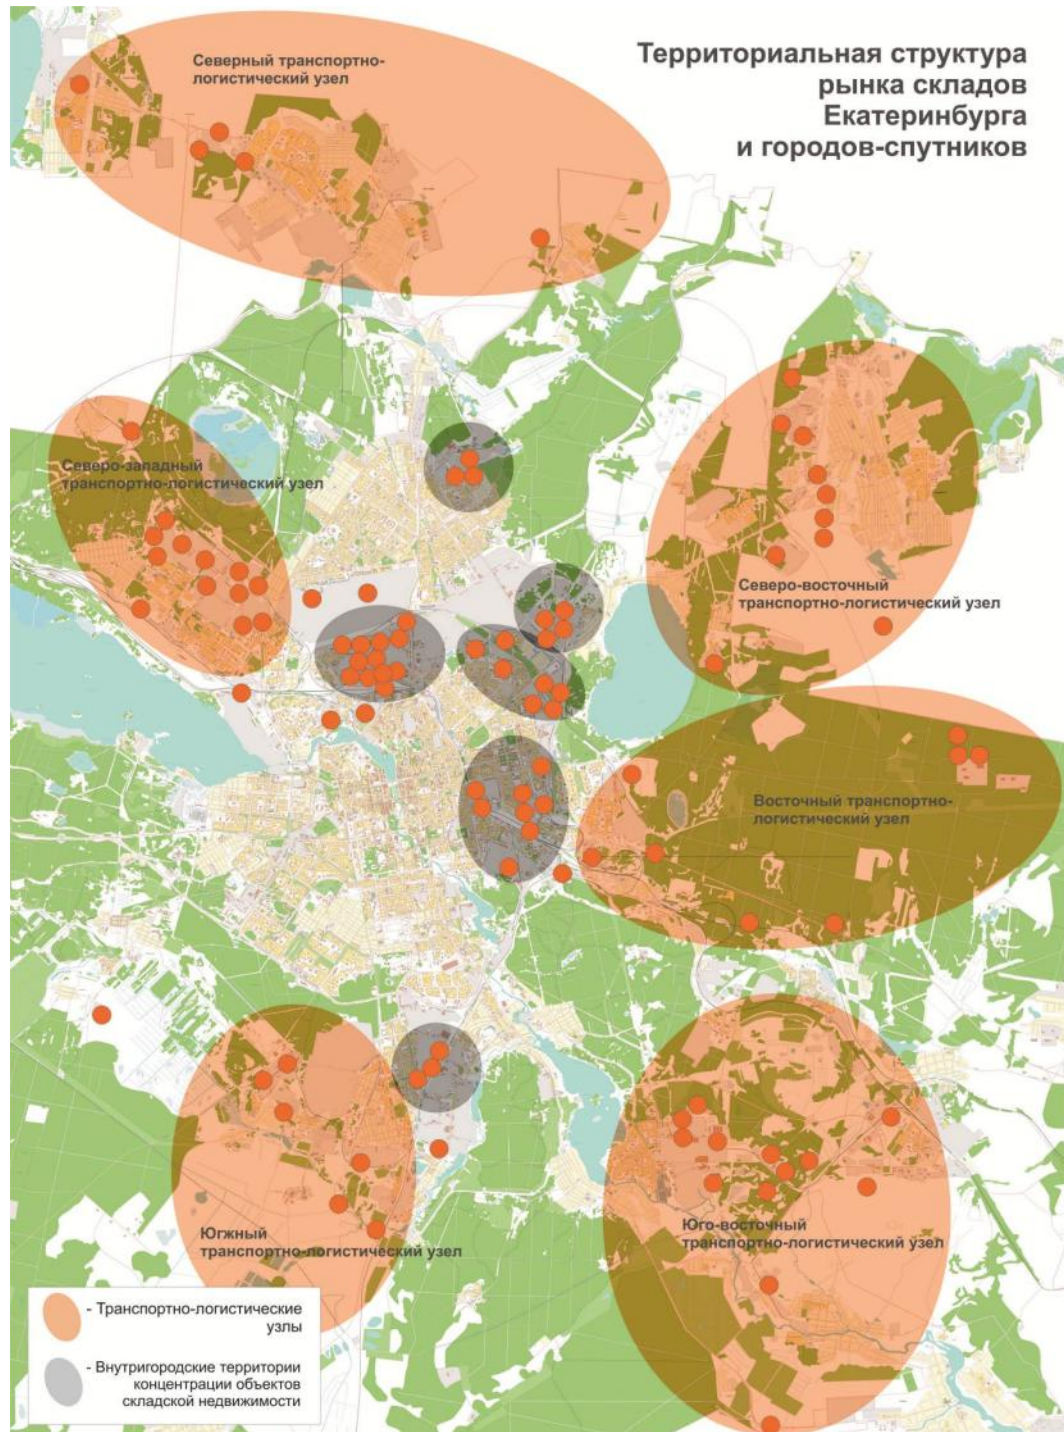 Территориальная структура
рынка складов
Екатеринбурга
и городов-спутников
Северный транспортно-
логистический узел
Северо-западный
транспортно-логистический узел
Северо-восточный
транспортно-логистический узел
Восточный транспортно-
логистический узел
Югжный
транспортно-логистический узел
Юго-восточный
транспортно-логистический узел
- Транспортно-логистические
узлы
- Внутригородские территории
концентрации объектов
складской недвижимости